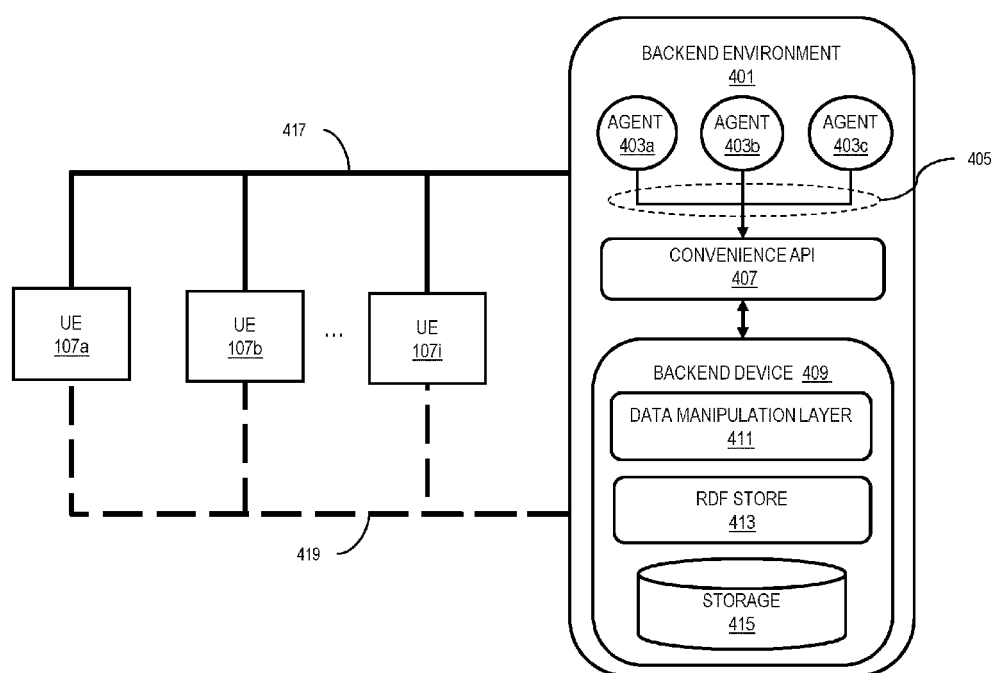 BACKEND ENVIRONMENT
401
AGENT
403a
AGENT
403b
AGENT
403c
417
405
CONVENIENCE API
407
UE
107a
UE
107b
...
UE
107i
BACKEND DEVICE 409
DATA MANIPULATION LAYER
411
RDF STORE
413
419
STORAGE
415